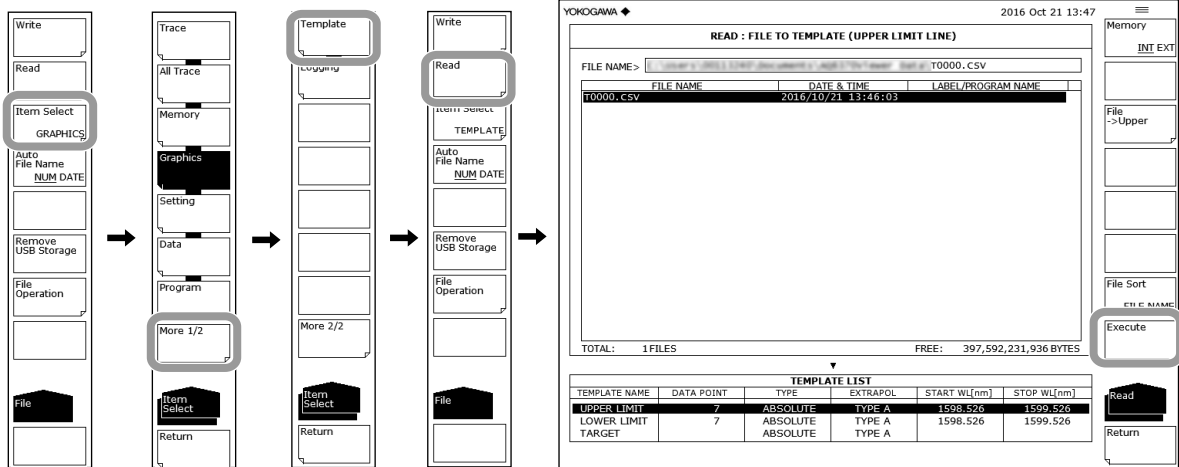 Write
Read
Item Select
GRAPHICS
Auto
File Name
NUM DATE
Remove
USB Storage
File
Operation
File
Trace
All Trace
Memory
Graphics
Setting
Data
Program
More 1/2
Item
Select
Return
Template
Logging
More 2/2
Item
Select
Return
Write
Read
Item Select
TEMPLATE
Auto
File Name
NUM DATE
Remove
USB Storage
File
Operation
File
YOKOGAWA
2016 Oct 21 13:47
READ : FILE TO TEMPLATE (UPPER LIMIT LINE)
FILE NAME> T0000.CSV
FILE NAME DATE & TIME LABEL/PROGRAM NAME
T0000.CSV 2016/10/21 13:46:03
TOTAL: 1FILES FREE: 397,592,231,936 BYTES
TEMPLATE LIST
TEMPLATE NAME DATA POINT TYPE EXTRAPOL START WL[nm] STOP WL[nm]
UPPER LIMIT 7 ABSOLUTE TYPE A 1598.526 1599.526
LOWER LIMIT 7 ABSOLUTE TYPE A 1598.526 1599.526
TARGET ABSOLUTE TYPE A
Memory
INT EXT
File
->Upper
File Sort
FILE NAME
Execute
Read
Return